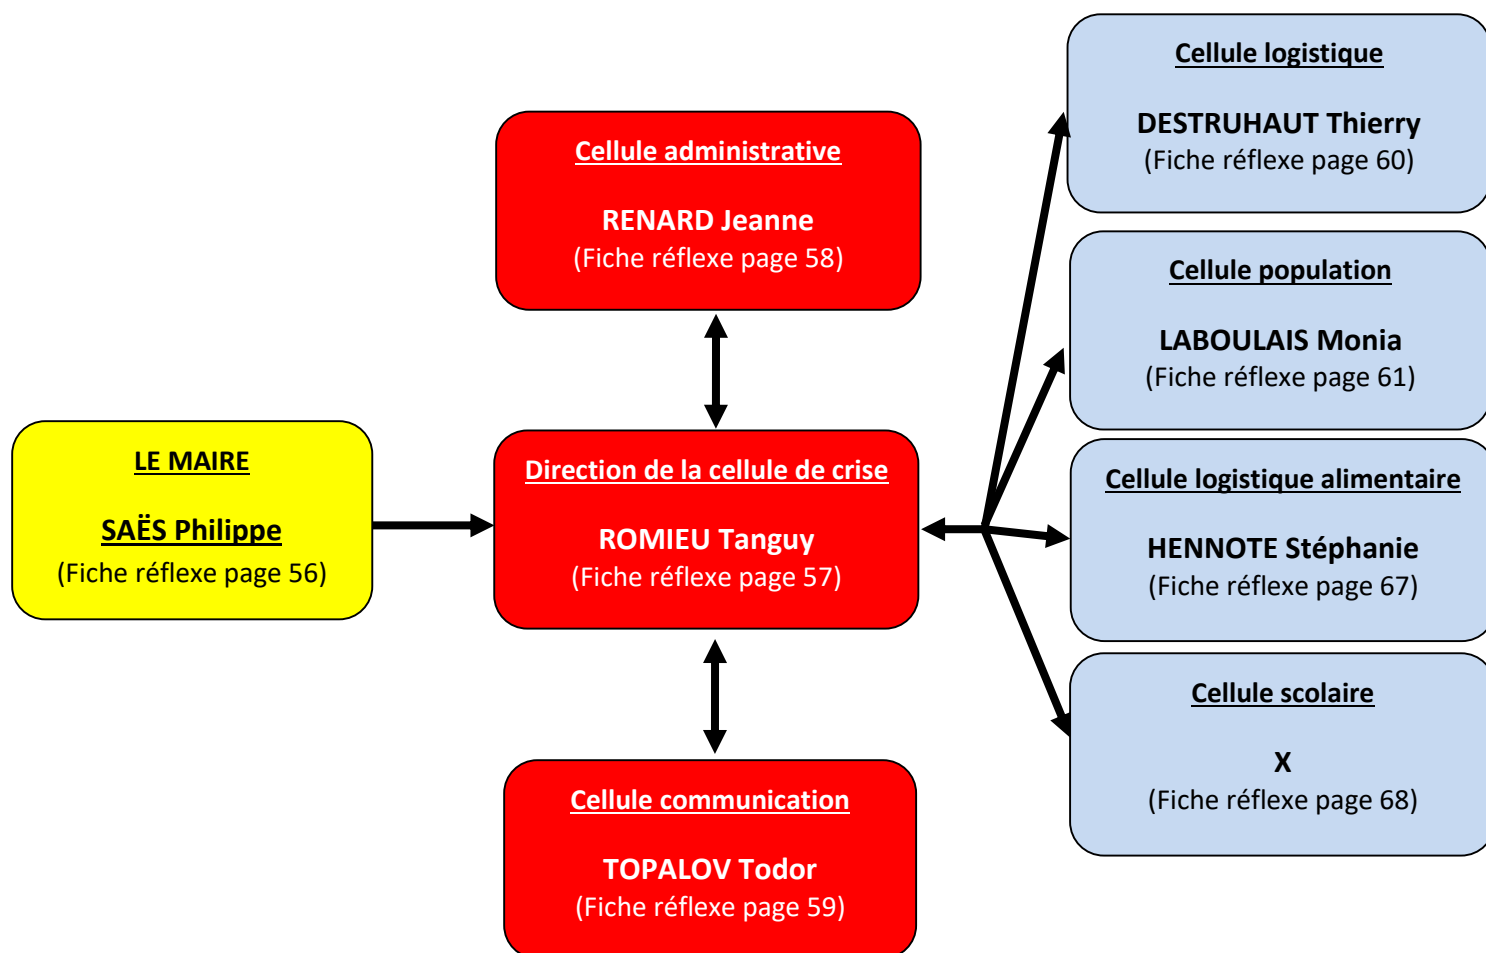 Cellule logistique
DESTRUHAUT Thierry
(Fiche réflexe page 60)
Cellule administrative
RENARD Jeanne
(Fiche réflexe page 58)
Cellule population
LABOULAIS Monia
(Fiche réflexe page 61)
LE MAIRE
SAËS Philippe
(Fiche réflexe page 56)
Direction de la cellule de crise
ROMIEU Tanguy
(Fiche réflexe page 57)
Cellule logistique alimentaire
HENNOTE Stéphanie
(Fiche réflexe page 67)
Cellule scolaire
X
(Fiche réflexe page 68)
Cellule communication
TOPALOV Todor
(Fiche réflexe page 59)